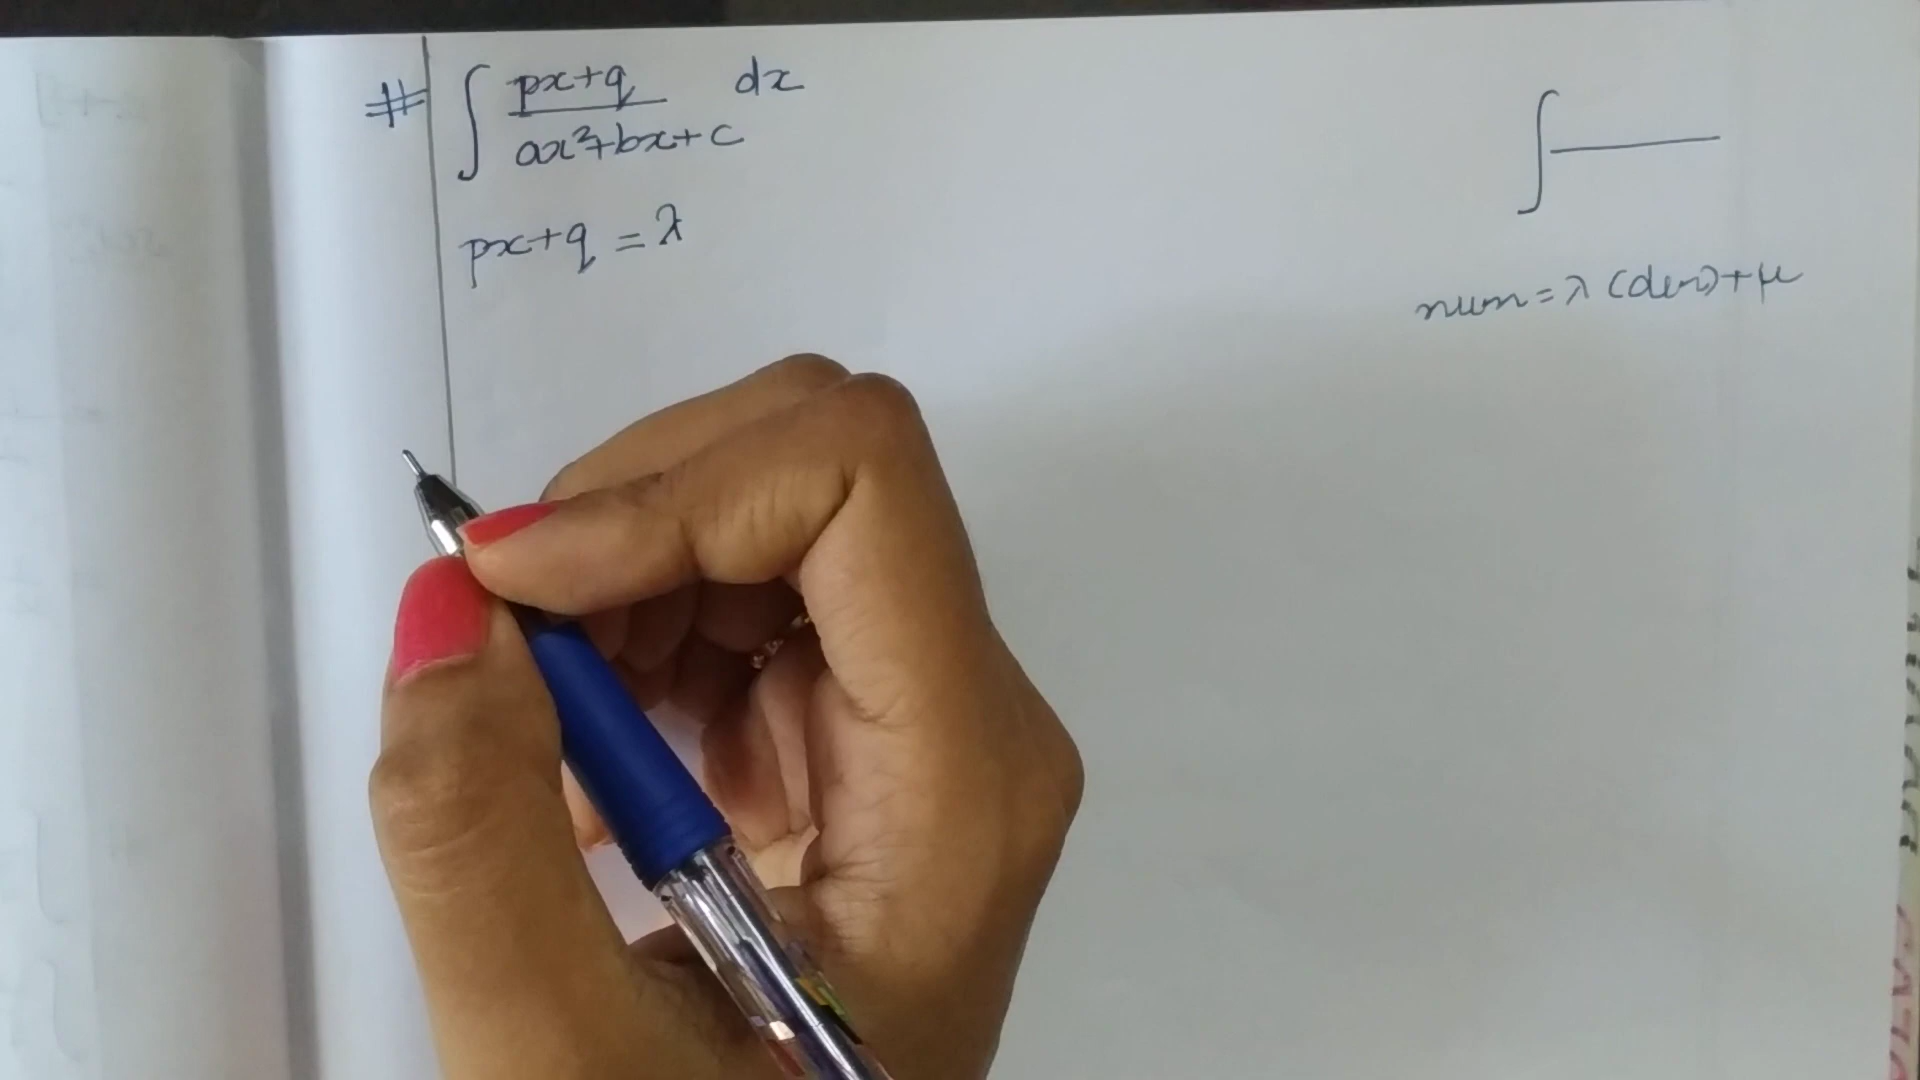 # ∫ px+q dx
ax²+bx+c
px+q = λ
∫
num = λ (den) + μ